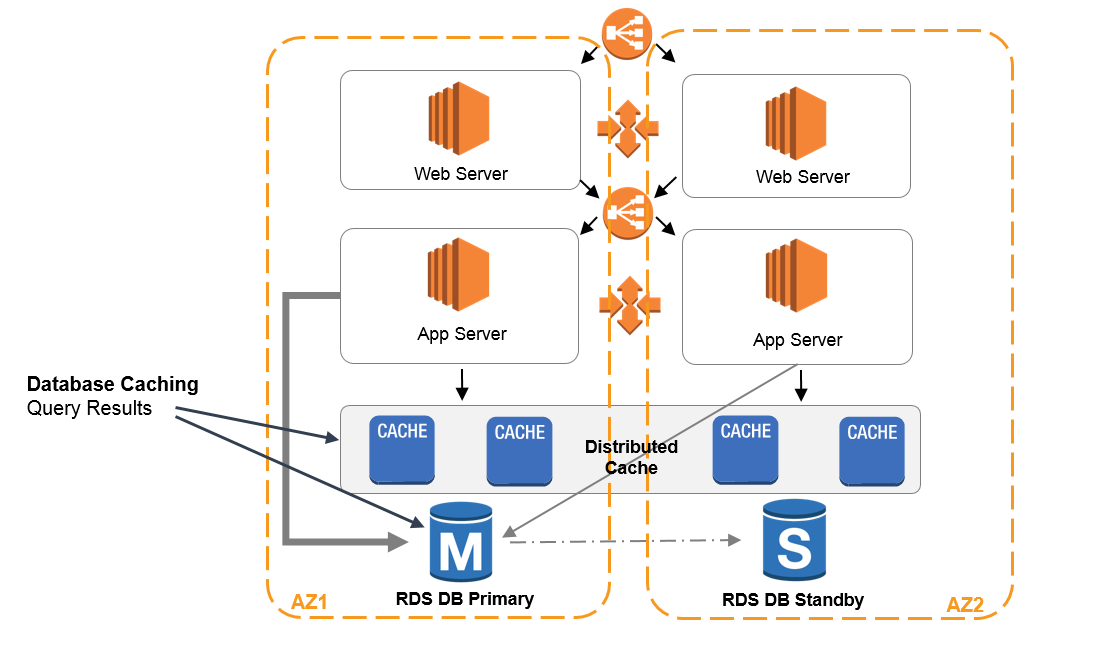 Web Server
Web Server
App Server
App Server
Database Caching
Query Results
CACHE
CACHE
Distributed
Cache
CACHE
CACHE
M
S
RDS DB Primary
RDS DB Standby
AZ1
AZ2